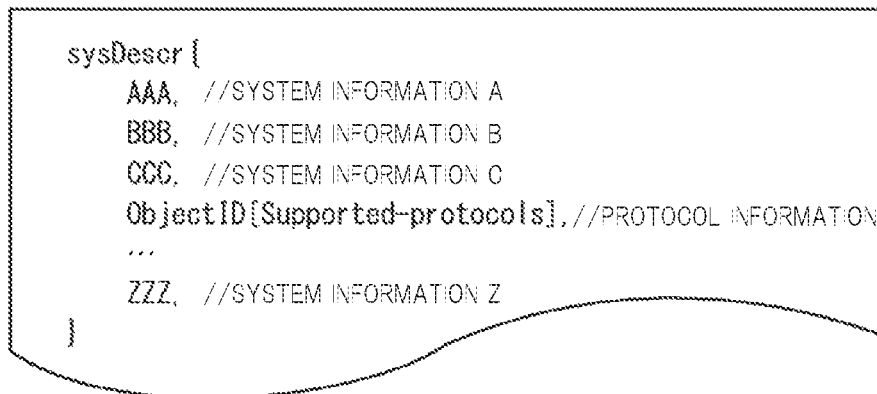 sysDescr{
AAA, //SYSTEM INFORMATION A
BBB, //SYSTEM INFORMATION B
CCC, //SYSTEM INFORMATION C
ObjectID[Supported-protocols],//PROTOCOL INFORMATION
...
ZZZ, //SYSTEM INFORMATION Z
}